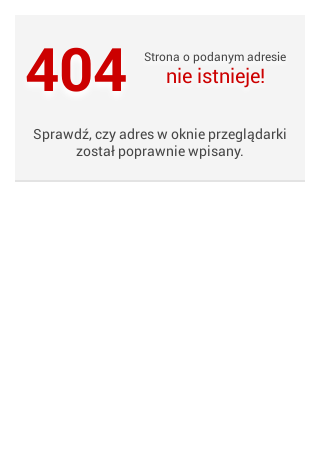 404
Strona o podanym adresie
nie istnieje!
Sprawdź, czy adres w oknie przeglądarki
został poprawnie wpisany.